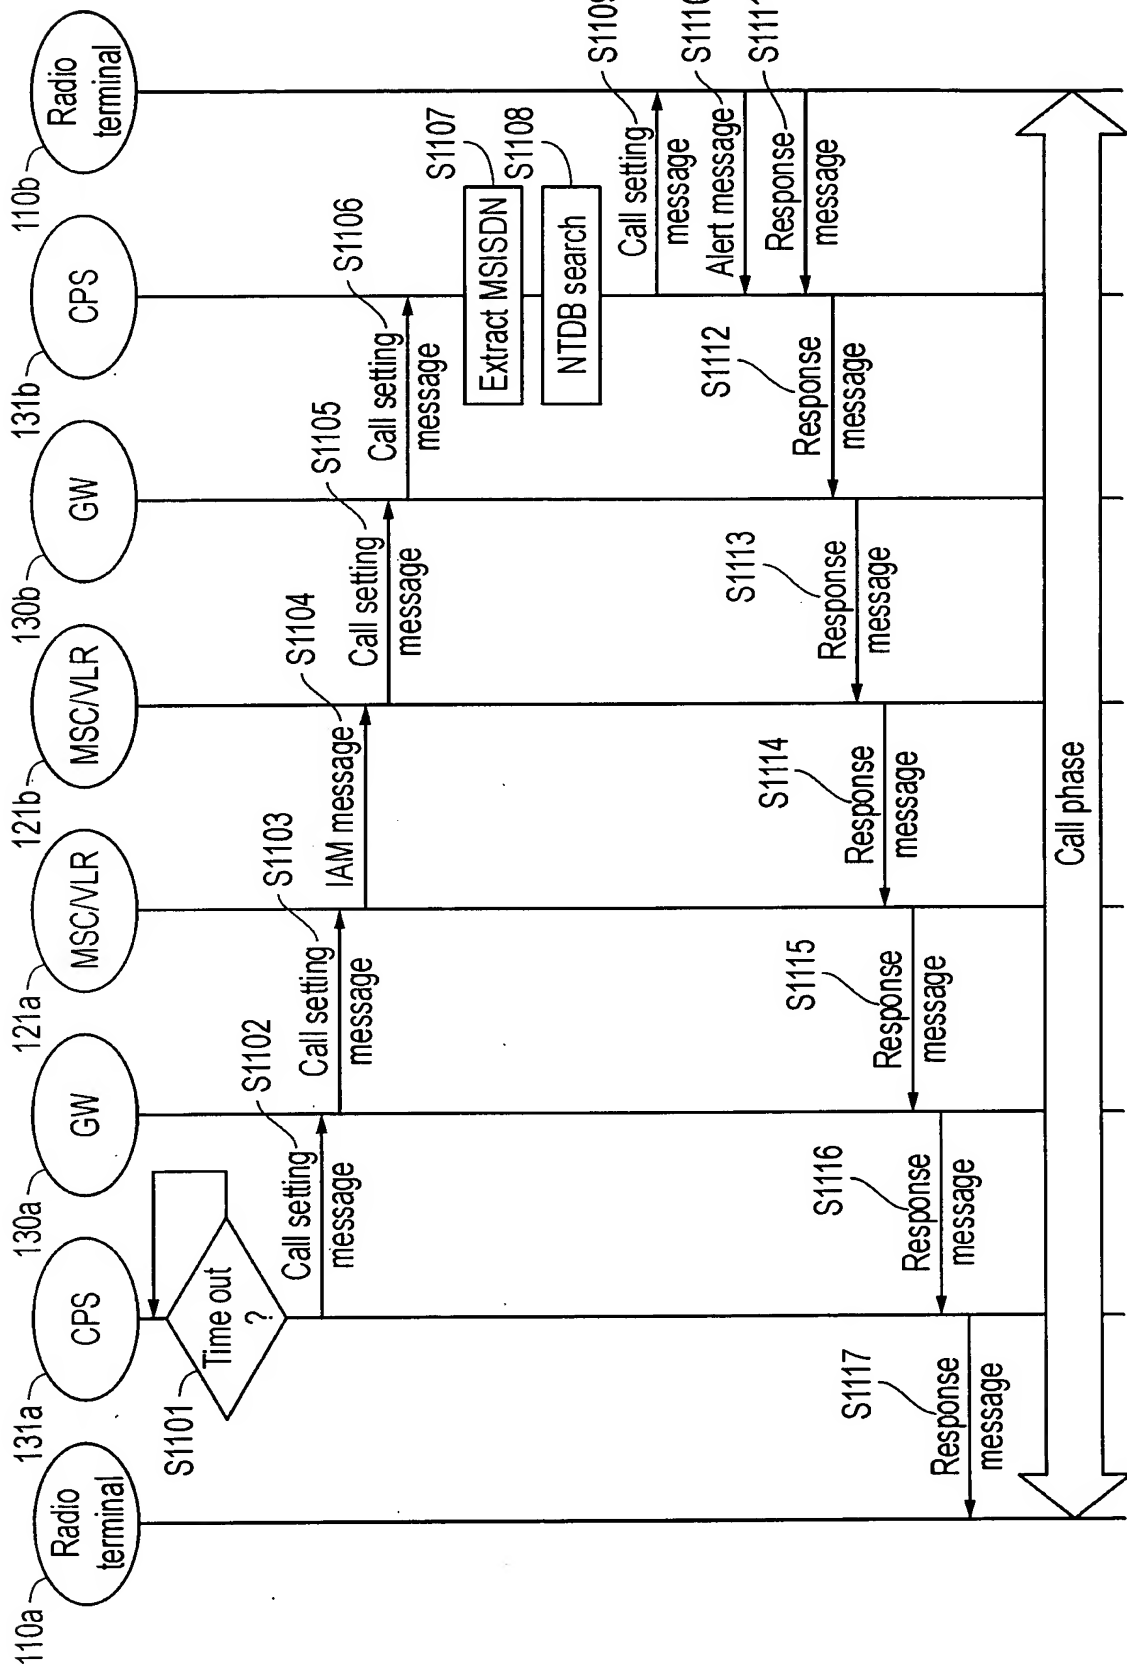 110a
Radio
terminal
131a
CPS
130a
GW
121a
MSC/VLR
121b
MSC/VLR
130b
GW
131b
CPS
110b
Radio
terminal
S1101
Time out
?
S1102
Call setting
message
S1103
Call setting
message
S1104
IAM message
S1105
Call setting
message
S1106
Call setting
message
S1107
Extract MSISDN
S1108
NTDB search
S1109
Call setting
message
S1110
Alert message
Response
message
S1112
Response
message
S1113
Response
message
S1114
Response
message
S1115
Response
message
S1116
Response
message
S1117
Response
message
Call phase